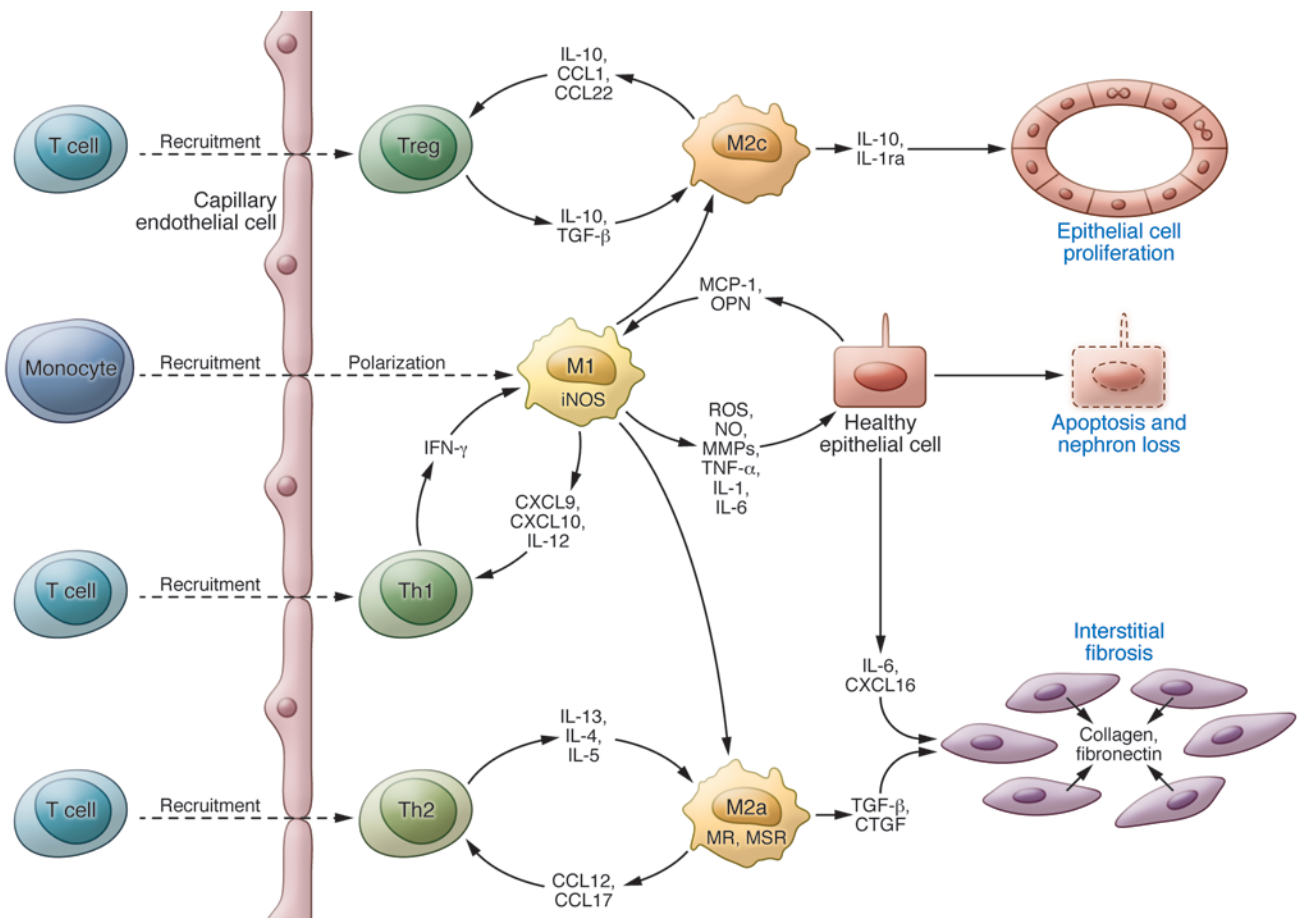 IL-10,
CCL1,
CCL22
T cell
Recruitment
Treg
M2c
IL-10,
IL-1ra
Capillary
endothelial cell
IL-10,
TGF-β
Epithelial cell
proliferation
MCP-1,
OPN
Monocyte
Recruitment
Polarization
M1
iNOS
Healthy
epithelial cell
Apoptosis and
nephron loss
ROS,
NO,
MMPs,
TNF-α,
IL-1,
IL-6
IFN-γ
CXCL9,
CXCL10,
IL-12
T cell
Recruitment
Th1
Interstitial
fibrosis
IL-6,
CXCL16
IL-13,
IL-4,
IL-5
Collagen,
fibronectin
T cell
Recruitment
Th2
M2a
MR, MSR
TGF-β,
CTGF
CCL12,
CCL17